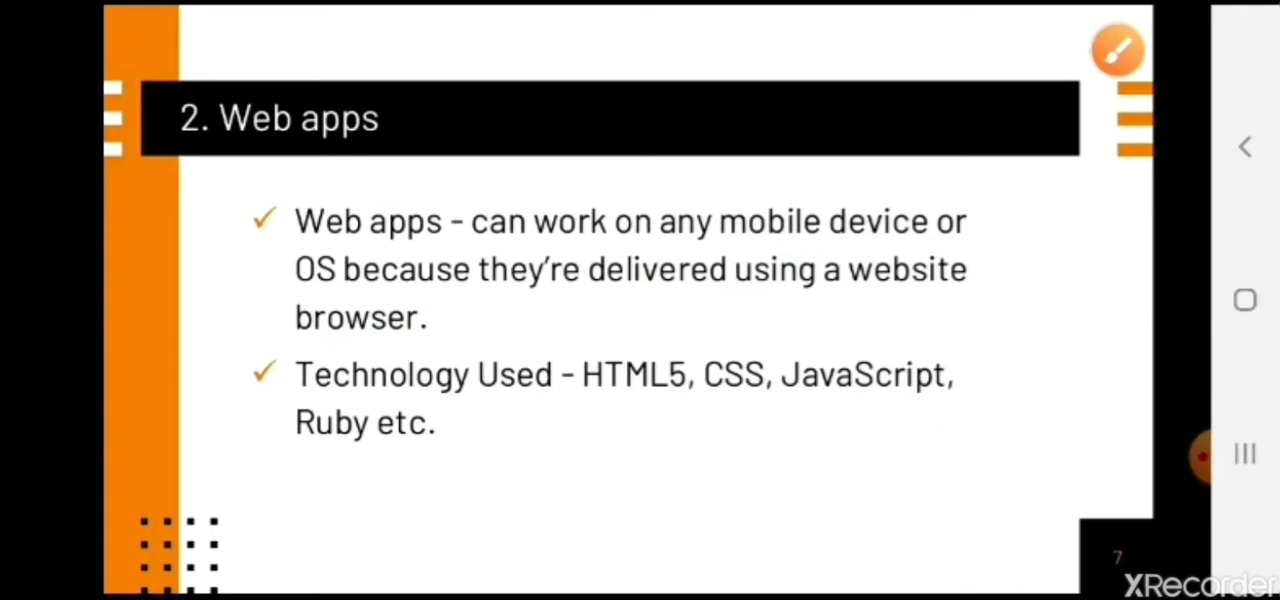 2. Web apps
✓ Web apps - can work on any mobile device or
OS because they're delivered using a website
browser.
✓ Technology Used - HTML5, CSS, JavaScript,
Ruby etc.
7
XRecorder